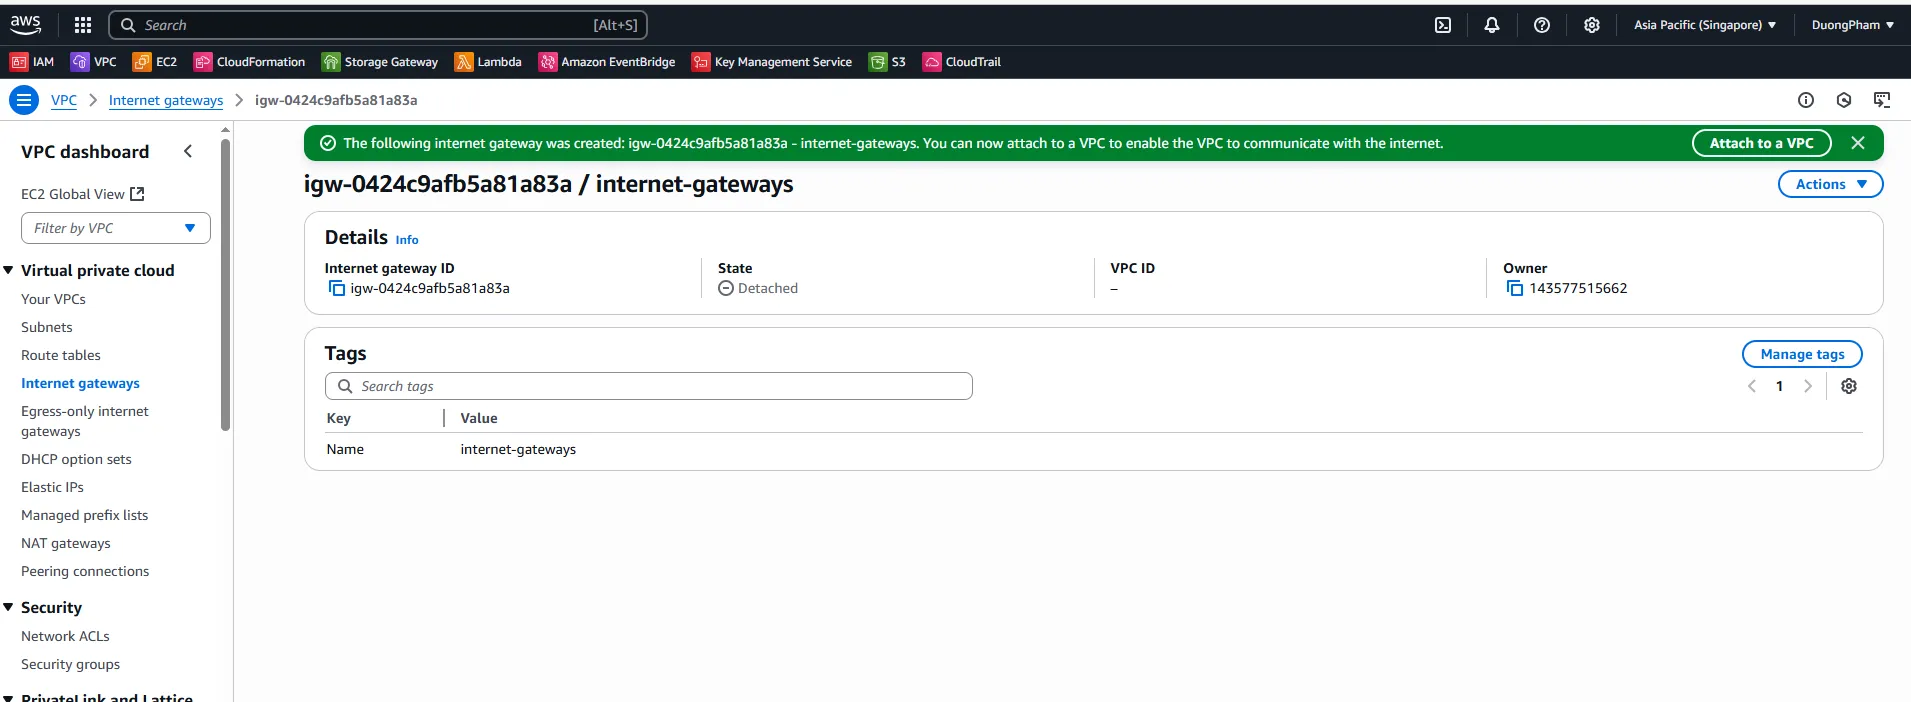 aws
Search [Alt+S]
Asia Pacific (Singapore)
DuongPham
IAM VPC EC2 CloudFormation Storage Gateway Lambda Amazon EventBridge Key Management Service S3 CloudTrail
VPC > Internet gateways > igw-0424c9afb5a81a83a
VPC dashboard
EC2 Global View
Filter by VPC
Virtual private cloud
Your VPCs
Subnets
Route tables
Internet gateways
Egress-only internet
gateways
DHCP option sets
Elastic IPs
Managed prefix lists
NAT gateways
Peering connections
Security
Network ACLs
Security groups
PrivateLink and Lattice
The following internet gateway was created: igw-0424c9afb5a81a83a - internet-gateways. You can now attach to a VPC to enable the VPC to communicate with the internet.
Attach to a VPC
igw-0424c9afb5a81a83a / internet-gateways
Actions
Details Info
Internet gateway ID
igw-0424c9afb5a81a83a
State
Detached
VPC ID
–
Owner
143577515662
Tags
Manage tags
Search tags
1
Key Value
Name internet-gateways